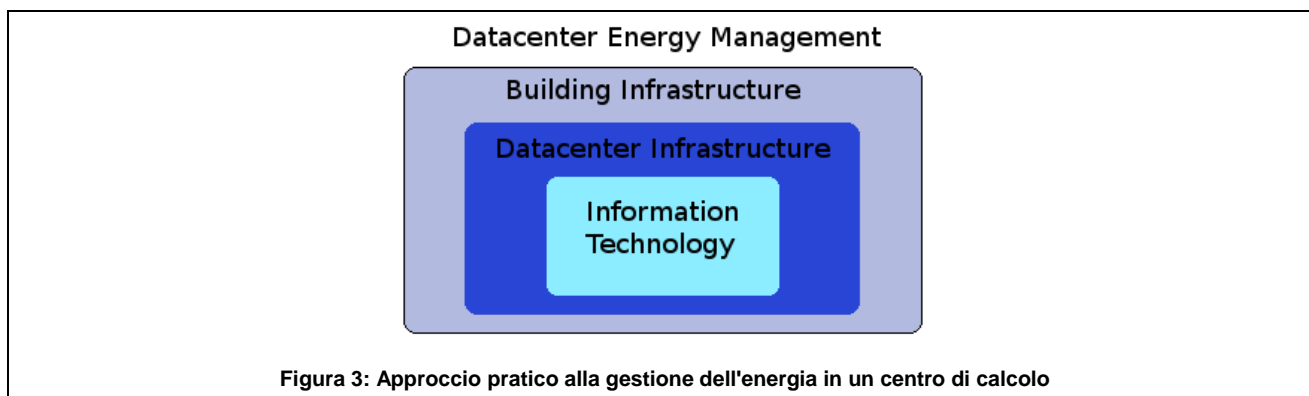 Datacenter Energy Management
Building Infrastructure
Datacenter Infrastructure
Information
Technology
Figura 3: Approccio pratico alla gestione dell'energia in un centro di calcolo